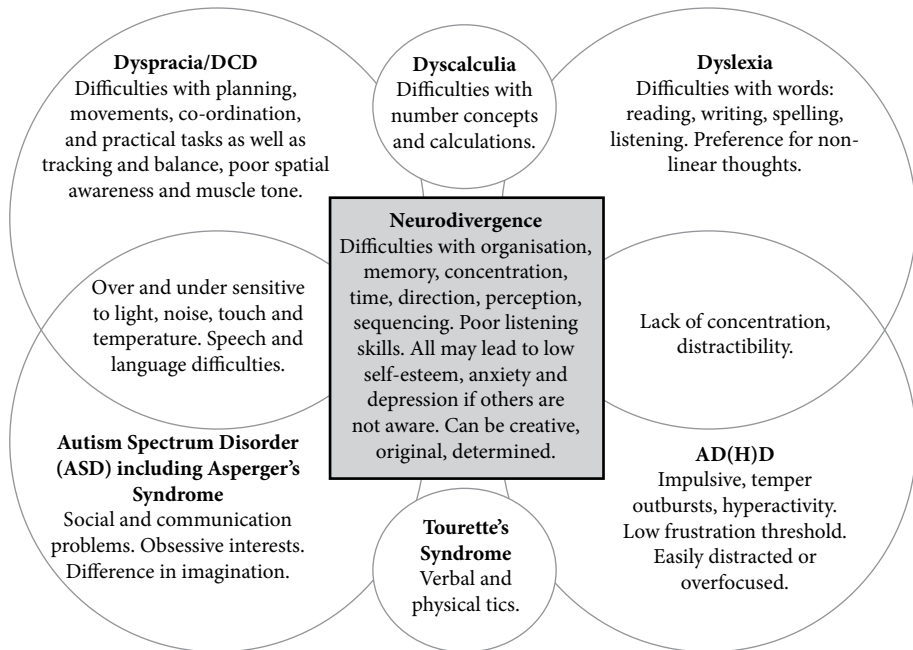 Dyspracia/DCD
Difficulties with planning,
movements, co-ordination,
and practical tasks as well as
tracking and balance, poor spatial
awareness and muscle tone.
Dyscalculia
Difficulties with
number concepts
and calculations.
Dyslexia
Difficulties with words:
reading, writing, spelling,
listening. Preference for non-
linear thoughts.
Neurodivergence
Difficulties with organisation,
memory, concentration,
time, direction, perception,
sequencing. Poor listening
skills. All may lead to low
self-esteem, anxiety and
depression if others are
not aware. Can be creative,
original, determined.
Over and under sensitive
to light, noise, touch and
temperature. Speech and
language difficulties.
Lack of concentration,
distractibility.
Autism Spectrum Disorder
(ASD) including Asperger's
Syndrome
Social and communication
problems. Obsessive interests.
Difference in imagination.
Tourette's
Syndrome
Verbal and
physical tics.
AD(H)D
Impulsive, temper
outbursts, hyperactivity.
Low frustration threshold.
Easily distracted or
overfocused.